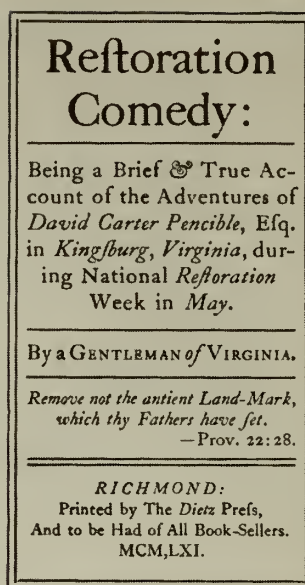 Reſtoration
Comedy:
Being a Brief & True Ac-
count of the Adventures of
David Carter Pencible, Eſq.
in Kingſburg, Virginia, dur-
ing National Reſtoration
Week in May.
By a GENTLEMAN of VIRGINIA.
Remove not the antient Land-Mark,
which thy Fathers have ſet.
—Prov. 22:28.
RICHMOND:
Printed by The Dietz Preſs,
And to be Had of All Book-Sellers.
MCM,LXI.